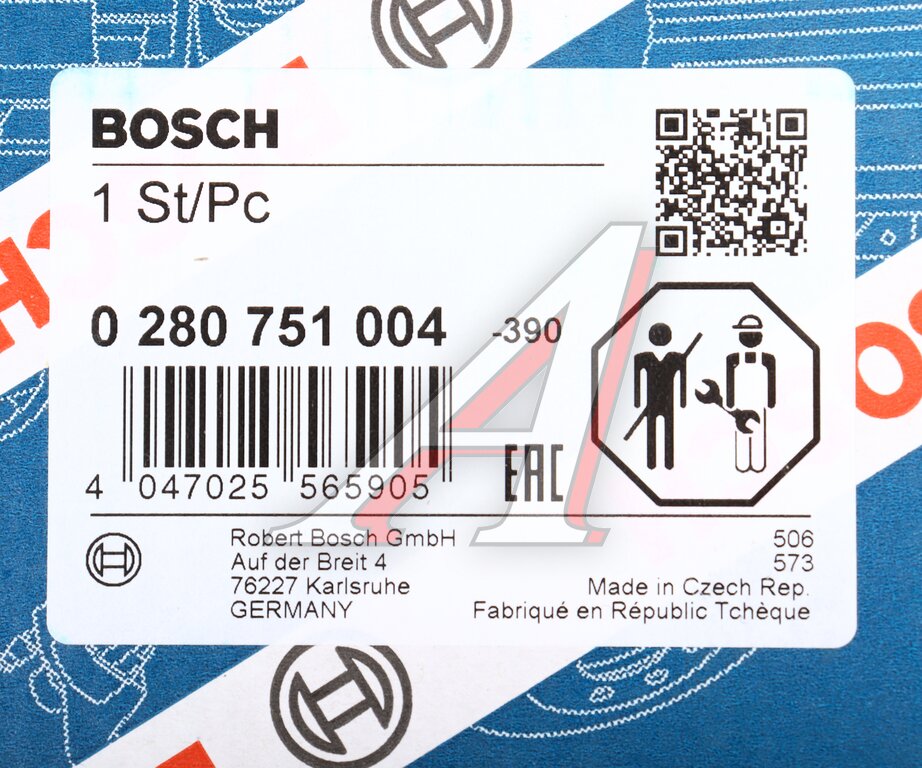 BOSCH
1 St/Pc
0 280 751 004 -390
4 047025 565905
EAC
Robert Bosch GmbH
Auf der Breit 4
76227 Karlsruhe
GERMANY
506
573
Made in Czech Rep.
Fabriqué en Républic Tchèque